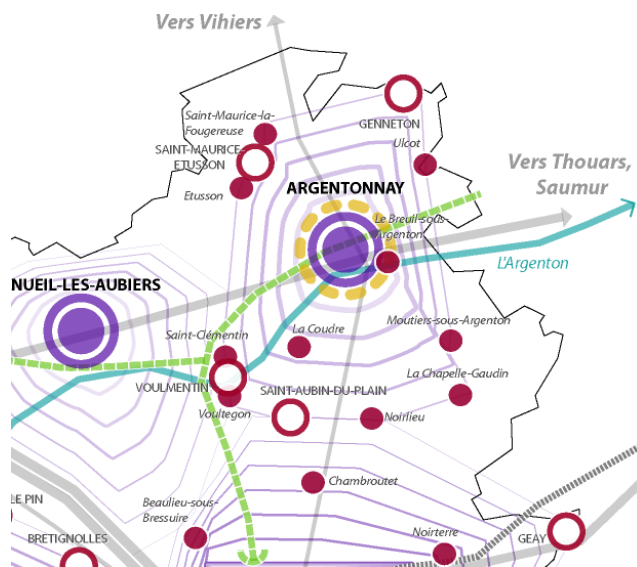 Vers Vihiers
Saint-Maurice-la-
Fougereuse
SAINT-MAURICE-
ETUSSON
Etusson
GENNETON
Ulcot
ARGENTONNAY
Vers Thouars,
Saumur
Le Breuil-sous-
Argenton
L'Argenton
NUEIL-LES-AUBIERS
Saint-Clémentin
La Coudre
Moutiers-sous-Argenton
VOULMENTIN
Voultegon
SAINT-AUBIN-DU-PLAIN
La Chapelle-Gaudin
Noirlieu
Chambroutet
Beaulieu-sous-
Bressuire
LE PIN
BRETIGNOLLES
Noirterre
GEAY